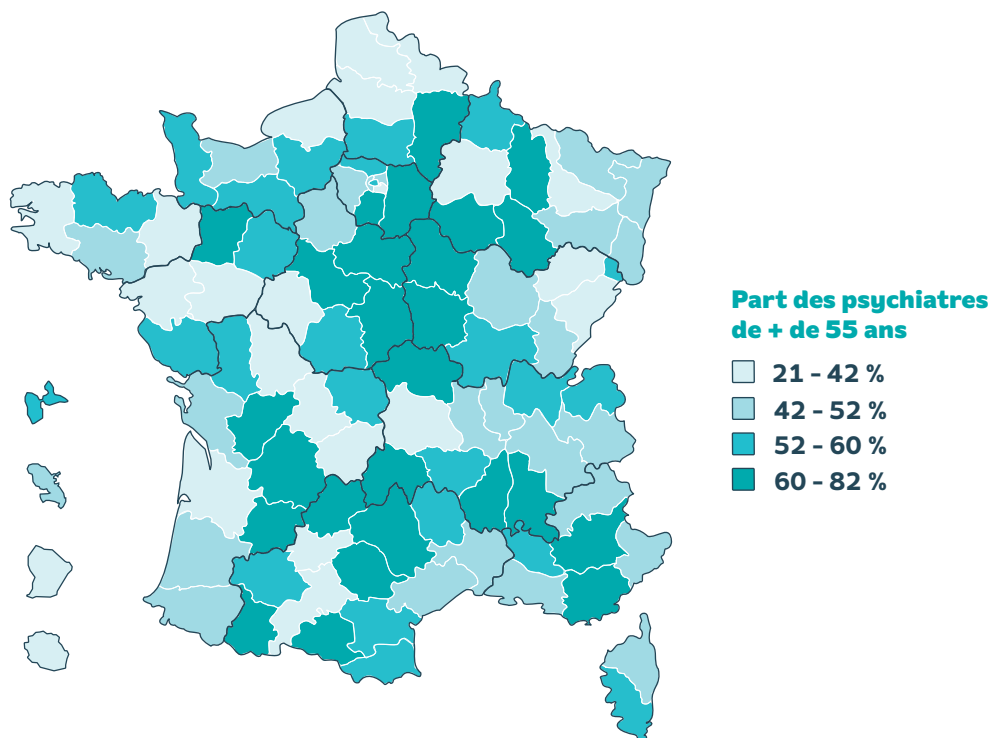 Part des psychiatres
de + de 55 ans
21 - 42 %
42 - 52 %
52 - 60 %
60 - 82 %